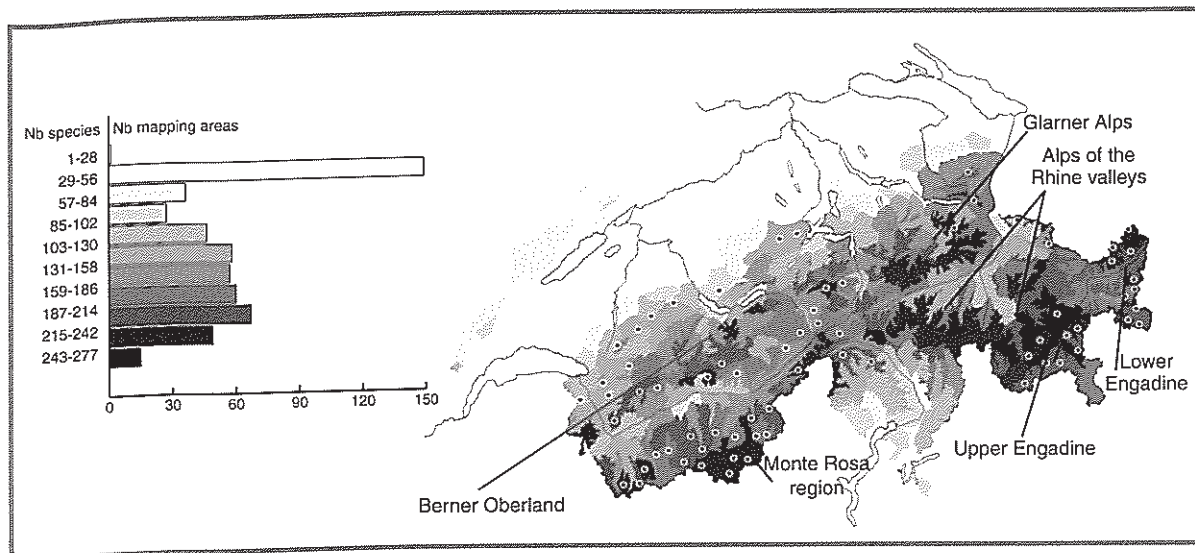 Nb species
Nb mapping areas
1-28
29-56
57-84
85-102
103-130
131-158
159-186
187-214
215-242
243-277
0
30
60
90
120
150
Glarner Alps
Alps of the
Rhine valleys
Lower
Engadine
Upper Engadine
Monte Rosa
region
Berner Oberland